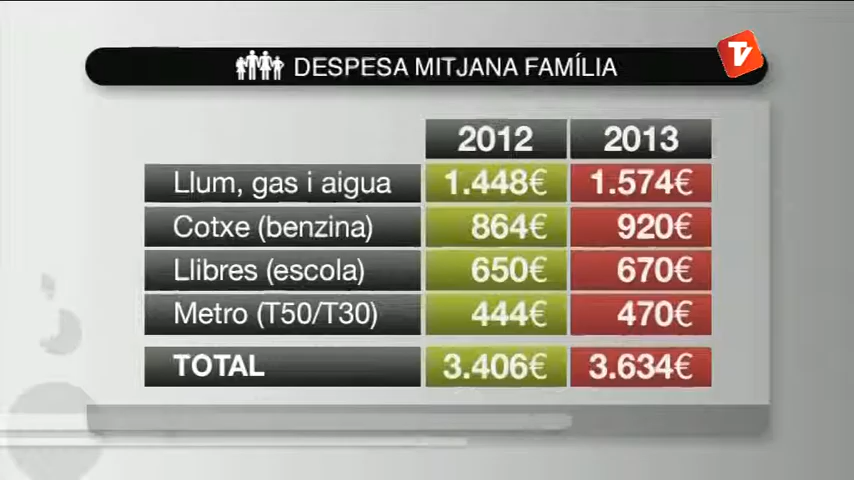 DESPESA MITJANA FAMÍLIA
TV
2012 2013
Llum, gas i aigua 1.448€ 1.574€
Cotxe (benzina) 864€ 920€
Llibres (escola) 650€ 670€
Metro (T50/T30) 444€ 470€
TOTAL 3.406€ 3.634€